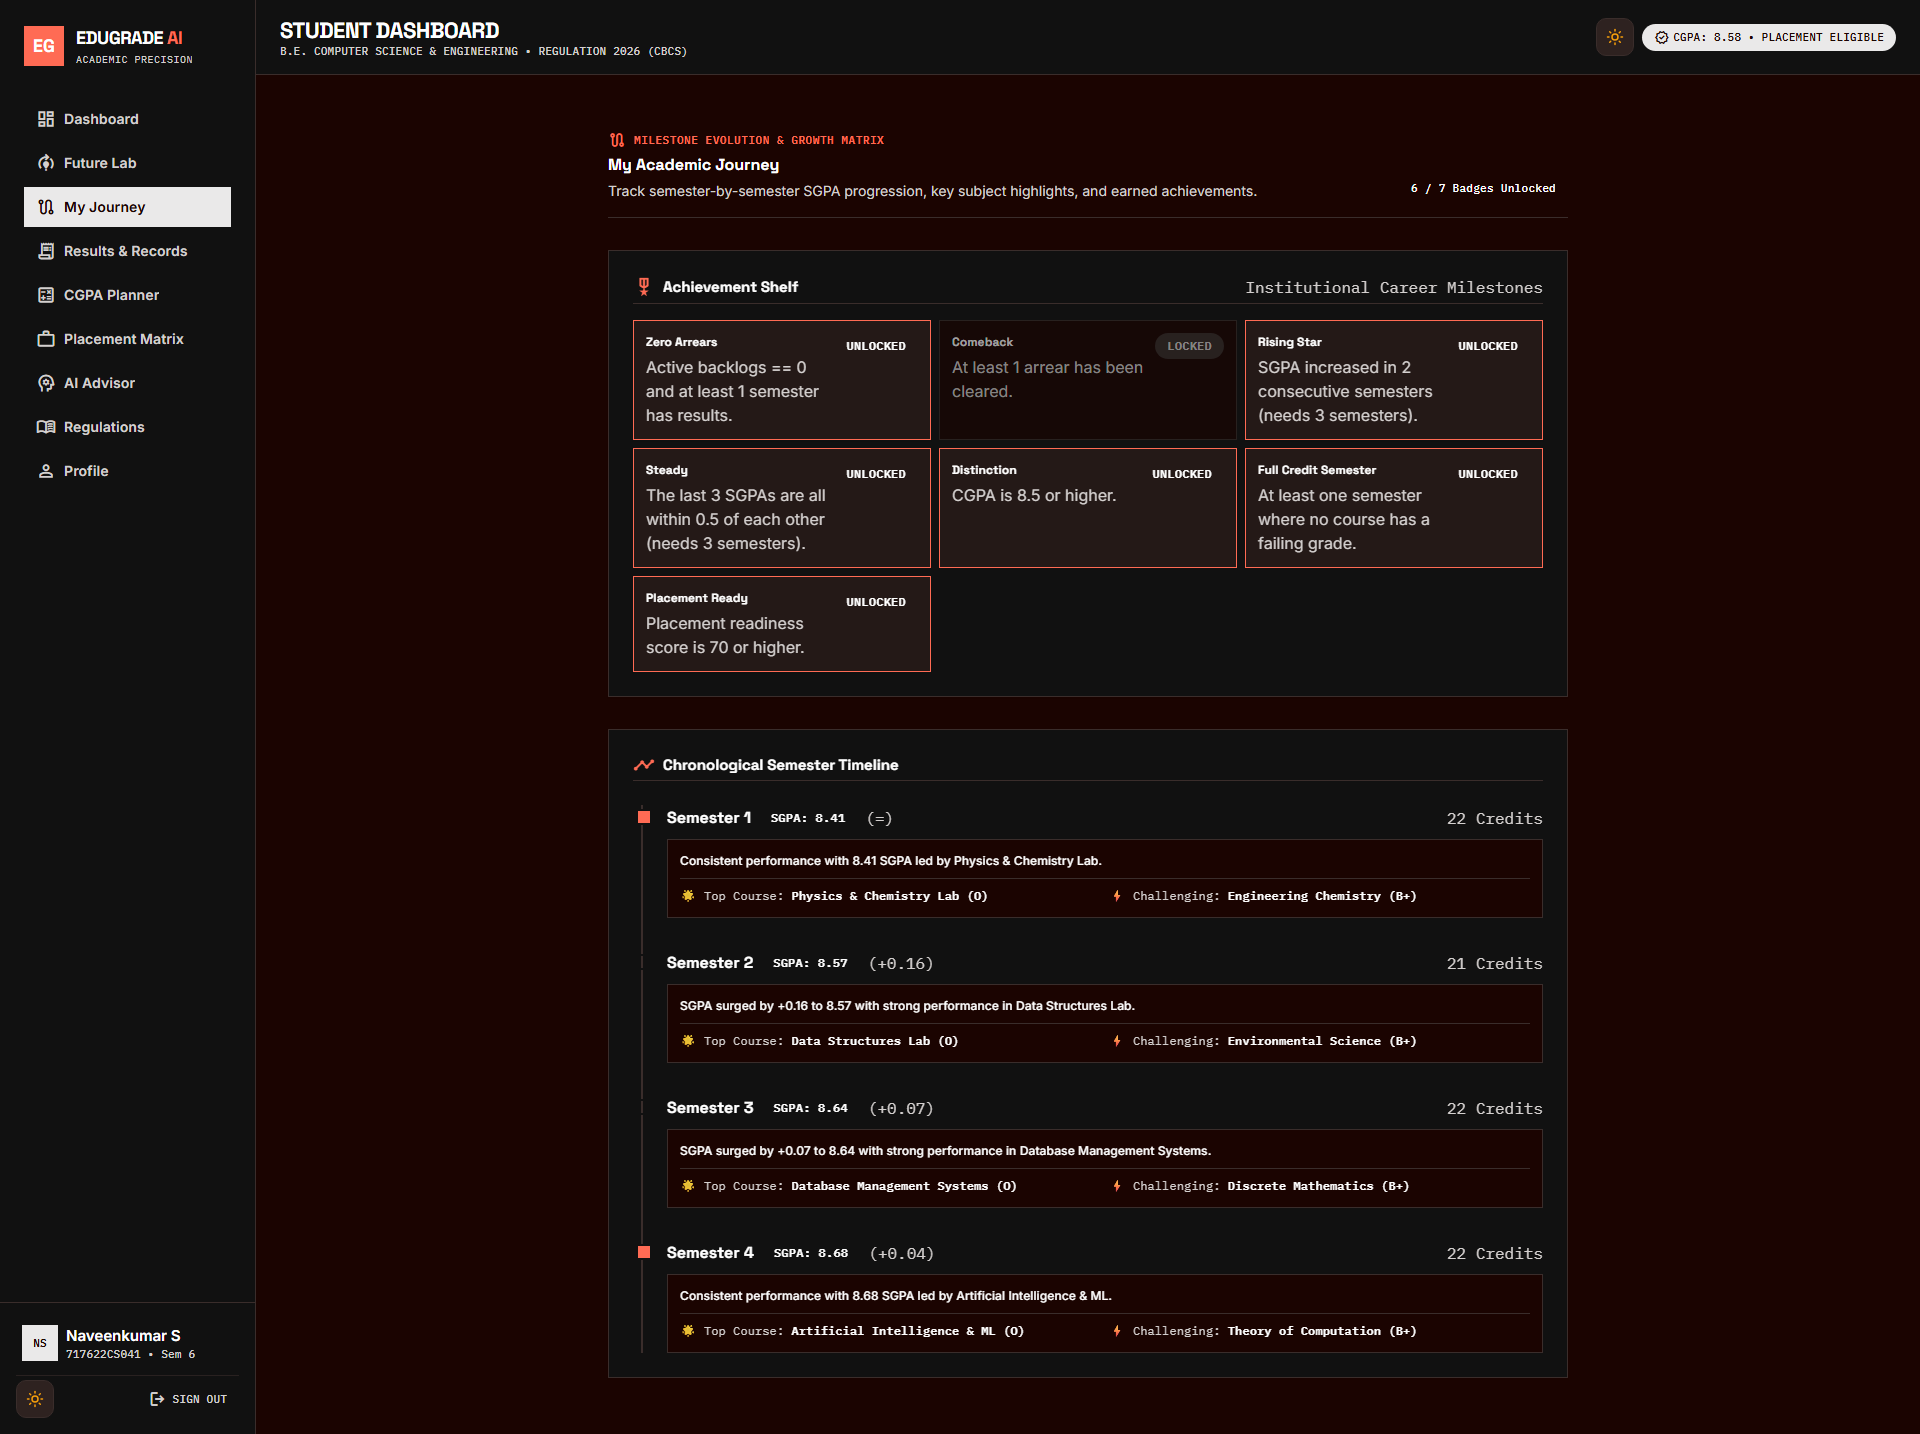 EG
EDUGRADE AI
ACADEMIC PRECISION
Dashboard
Future Lab
My Journey
Results & Records
CGPA Planner
Placement Matrix
AI Advisor
Regulations
Profile
NS
Naveenkumar S
717622CS041 • Sem 6
SIGN OUT
STUDENT DASHBOARD
B.E. COMPUTER SCIENCE & ENGINEERING • REGULATION 2026 (CBCS)
CGPA: 8.58 • PLACEMENT ELIGIBLE
MILESTONE EVOLUTION & GROWTH MATRIX
My Academic Journey
Track semester-by-semester SGPA progression, key subject highlights, and earned achievements.
6 / 7 Badges Unlocked
Achievement Shelf
Institutional Career Milestones
Zero Arrears
UNLOCKED
Active backlogs == 0
and at least 1 semester
has results.
Comeback
LOCKED
At least 1 arrear has been
cleared.
Rising Star
UNLOCKED
SGPA increased in 2
consecutive semesters
(needs 3 semesters).
Steady
UNLOCKED
The last 3 SGPAs are all
within 0.5 of each other
(needs 3 semesters).
Distinction
UNLOCKED
CGPA is 8.5 or higher.
Full Credit Semester
UNLOCKED
At least one semester
where no course has a
failing grade.
Placement Ready
UNLOCKED
Placement readiness
score is 70 or higher.
Chronological Semester Timeline
Semester 1 SGPA: 8.41 (=) 22 Credits
Consistent performance with 8.41 SGPA led by Physics & Chemistry Lab.
Top Course: Physics & Chemistry Lab (O) Challenging: Engineering Chemistry (B+)
Semester 2 SGPA: 8.57 (+0.16) 21 Credits
SGPA surged by +0.16 to 8.57 with strong performance in Data Structures Lab.
Top Course: Data Structures Lab (O) Challenging: Environmental Science (B+)
Semester 3 SGPA: 8.64 (+0.07) 22 Credits
SGPA surged by +0.07 to 8.64 with strong performance in Database Management Systems.
Top Course: Database Management Systems (O) Challenging: Discrete Mathematics (B+)
Semester 4 SGPA: 8.68 (+0.04) 22 Credits
Consistent performance with 8.68 SGPA led by Artificial Intelligence & ML.
Top Course: Artificial Intelligence & ML (O) Challenging: Theory of Computation (B+)